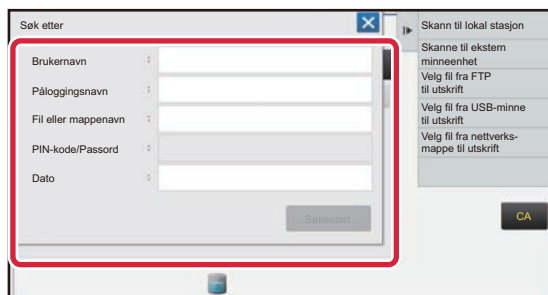 Søk etter
Brukernavn :
Påloggingsnavn :
Fil eller mappenavn :
PIN-kode/Passord :
Dato :
Søkestart
Skann til lokal stasjon
Skanne til ekstern
minneenhet
Velg fil fra FTP
til utskrift
Velg fil fra USB-minne
til utskrift
Velg fil fra nettverks-
mappe til utskrift
CA